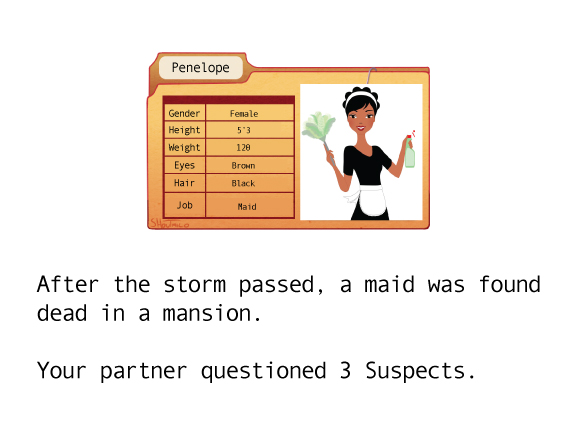 Penelope
Gender Female
Height 5'3
Weight 120
Eyes Brown
Hair Black
Job Maid
After the storm passed, a maid was found
dead in a mansion.
Your partner questioned 3 Suspects.